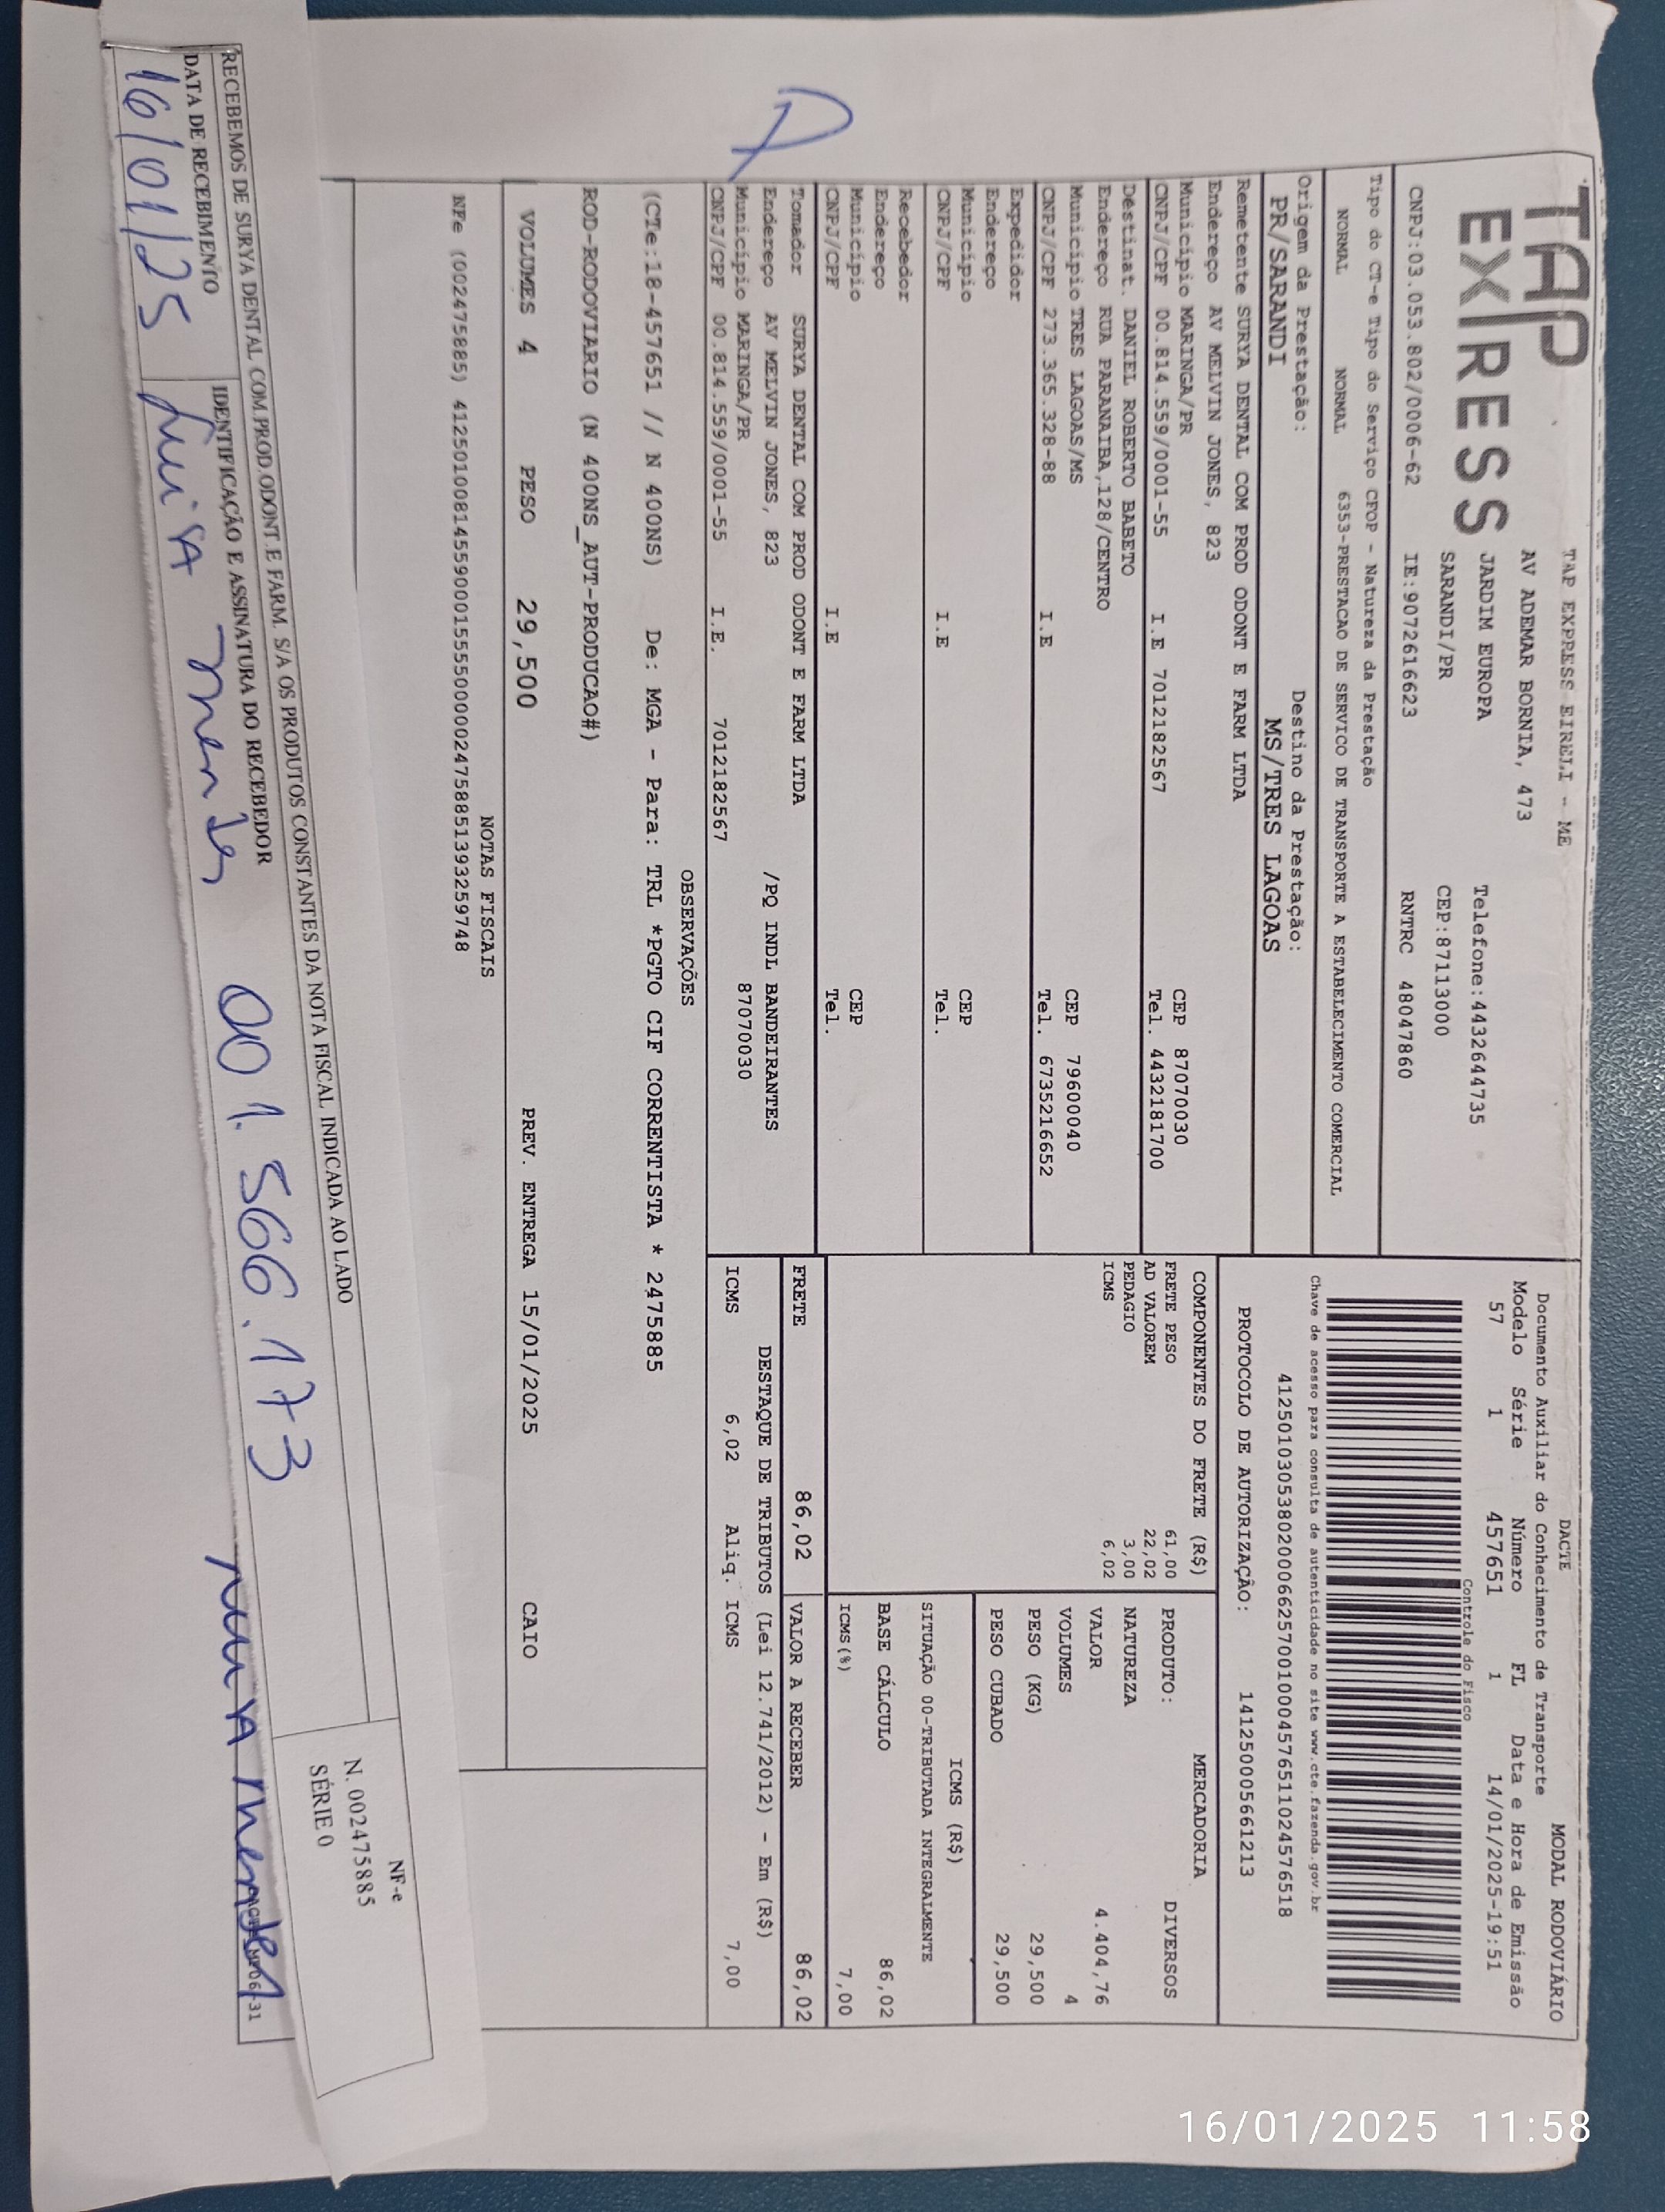 TAP
EXPRESS
TAP EXPRESS EIRELI - ME
AV ADEMAR BORNIA, 473
JARDIM EUROPA Telefone:4432644735
SARANDI/PR CEP:87113000
CNPJ:03.053.802/0006-62 IE:9072616623 RNTRC 48047860
Tipo do CT-e Tipo do Serviço CFOP - Natureza da Prestação
NORMAL NORMAL 6353-PRESTACAO DE SERVICO DE TRANSPORTE A ESTABELECIMENTO COMERCIAL
Origem da Prestação: Destino da Prestação:
PR/SARANDI MS/TRES LAGOAS
DACTE MODAL RODOVIÁRIO
Documento Auxiliar do Conhecimento de Transporte
Modelo Série Número FL Data e Hora de Emissão
57 1 457651 1 14/01/2025-19:51
Controle do Fisco
Chave de acesso para consulta de autenticidade no site www.cte.fazenda.gov.br
41250103053802000662570010004576511024576518
PROTOCOLO DE AUTORIZAÇÃO: 141250005661213
Remetente SURYA DENTAL COM PROD ODONT E FARM LTDA
Endereço AV MELVIN JONES, 823
Município MARINGA/PR CEP 87070030
CNPJ/CPF 00.814.559/0001-55 I.E 7012182567 Tel. 443218​1700
Destinat. DANIEL ROBERTO BABETO
Endereço RUA PARANAIBA,128/CENTRO
Município TRES LAGOAS/MS CEP 79600040
CNPJ/CPF 273.365.328-88 I.E Tel. 6735216652
Expedidor
Endereço
Município CEP
CNPJ/CPF I.E Tel.
Recebedor
Endereço
Município CEP
CNPJ/CPF I.E Tel.
Tomador SURYA DENTAL COM PROD ODONT E FARM LTDA
Endereço AV MELVIN JONES, 823 /PQ INDL BANDEIRANTES
Município MARINGA/PR 87070030
CNPJ/CPF 00.814.559/0001-55 I.E. 7012182567
COMPONENTES DO FRETE (R$)
FRETE PESO 61,00
AD VALOREM 22,02
PEDAGIO 3,00
ICMS 6,02
MERCADORIA
PRODUTO: DIVERSOS
NATUREZA
VALOR 4.404,76
VOLUMES 4
PESO (KG) 29,500
PESO CUBADO 29,500
ICMS (R$)
SITUAÇÃO 00-TRIBUTADA INTEGRALMENTE
BASE CÁLCULO 86,02
ICMS(%) 7,00
FRETE 86,02 VALOR A RECEBER 86,02
DESTAQUE DE TRIBUTOS (Lei 12.741/2012) - Em (R$)
ICMS 6,02 Aliq. ICMS 7,00
OBSERVAÇÕES
(CTe:18-457651 // N 400NS) De: MGA - Para: TRL *PGTO CIF CORRENTISTA * 2475885
ROD-RODOVIARIO (N 400NS_AUT-PRODUCAO#)
VOLUMES 4 PESO 29,500 PREV. ENTREGA 15/01/2025 CAIO
NOTAS FISCAIS
NFe (002475885) 41250100814559000155550000024758851393259748
RECEBEMOS DE SURYA DENTAL COM.PROD.ODONT.E FARM. S/A OS PRODUTOS CONSTANTES DA NOTA FISCAL INDICADA AO LADO
DATA DE RECEBIMENTO IDENTIFICAÇÃO E ASSINATURA DO RECEBEDOR
16/01/25 001.566.173
NF-e
N. 002475885
SÉRIE 0
16/01/2025 11:58